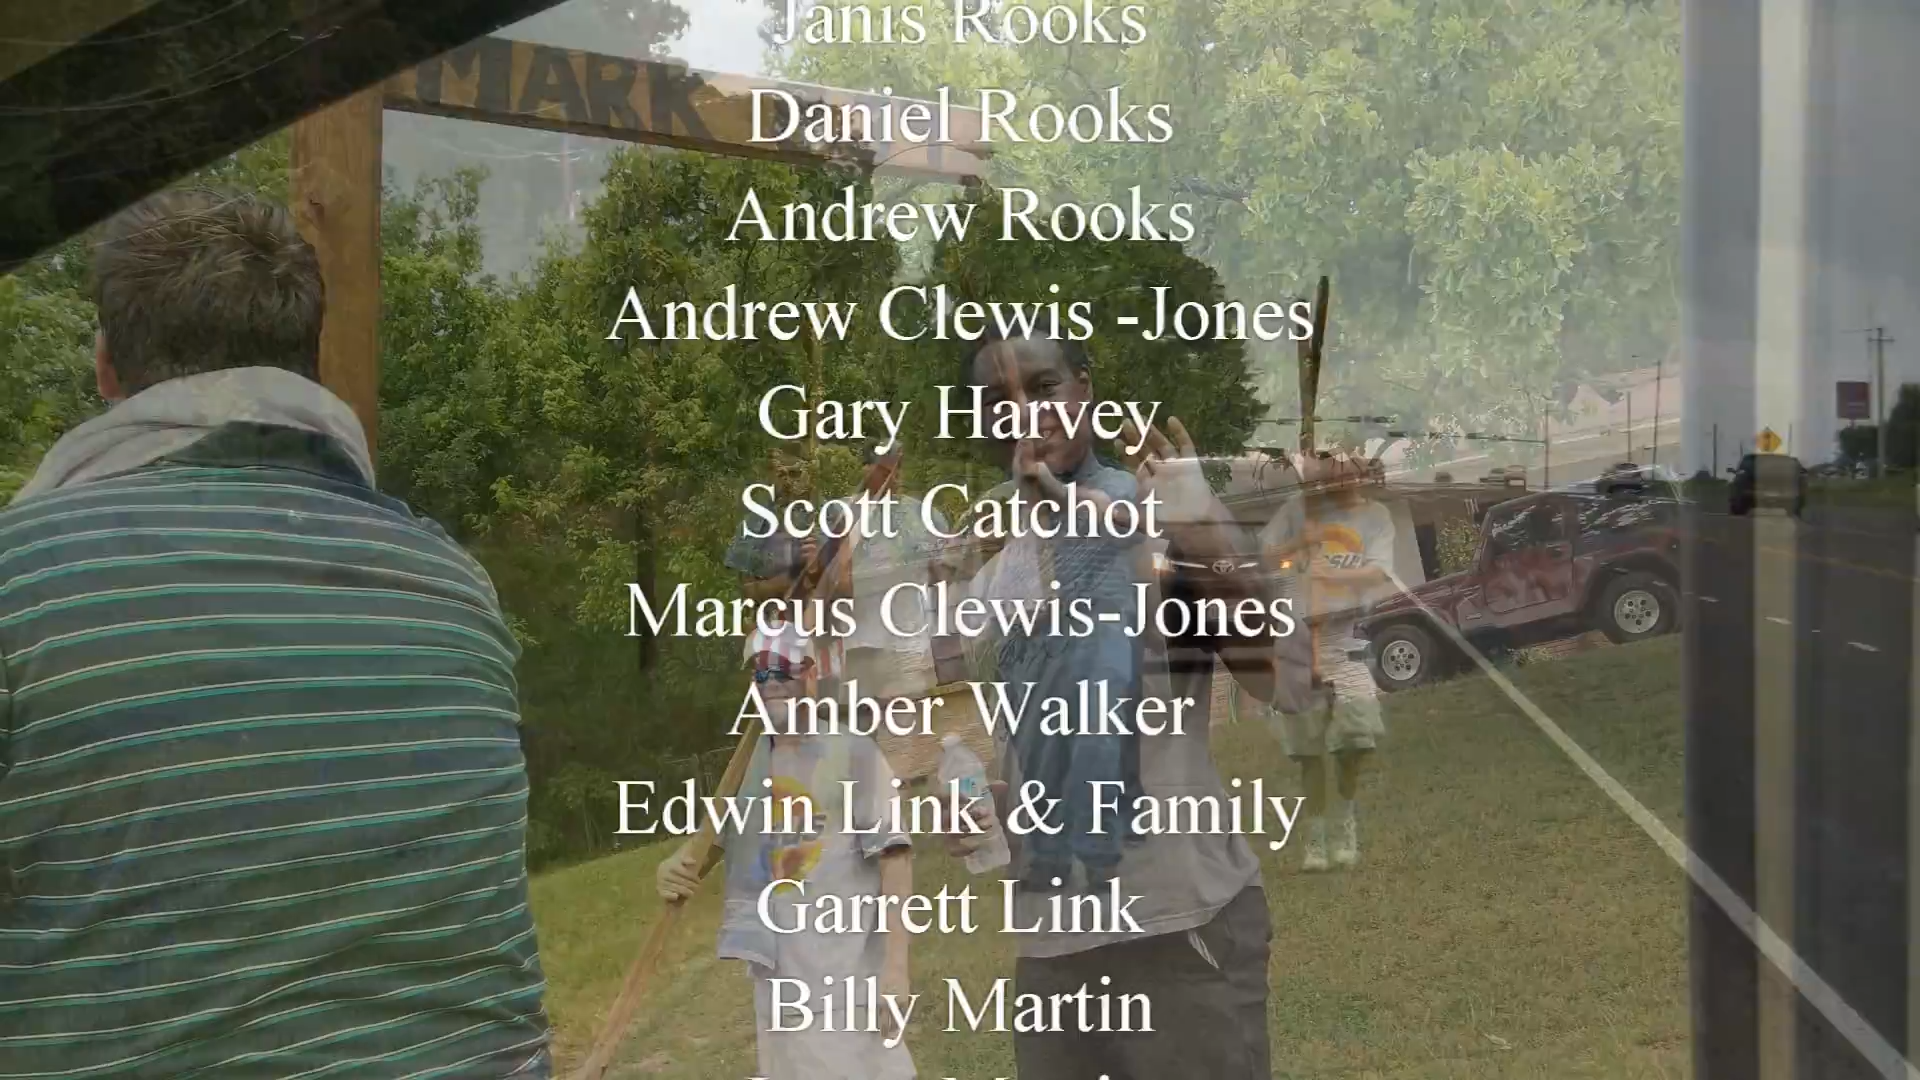 Janis Rooks
MARK
Daniel Rooks
Andrew Rooks
Andrew Clewis -Jones
Gary Harvey
Scott Catchot
Marcus Clewis-Jones
Amber Walker
Edwin Link & Family
Garrett Link
Billy Martin